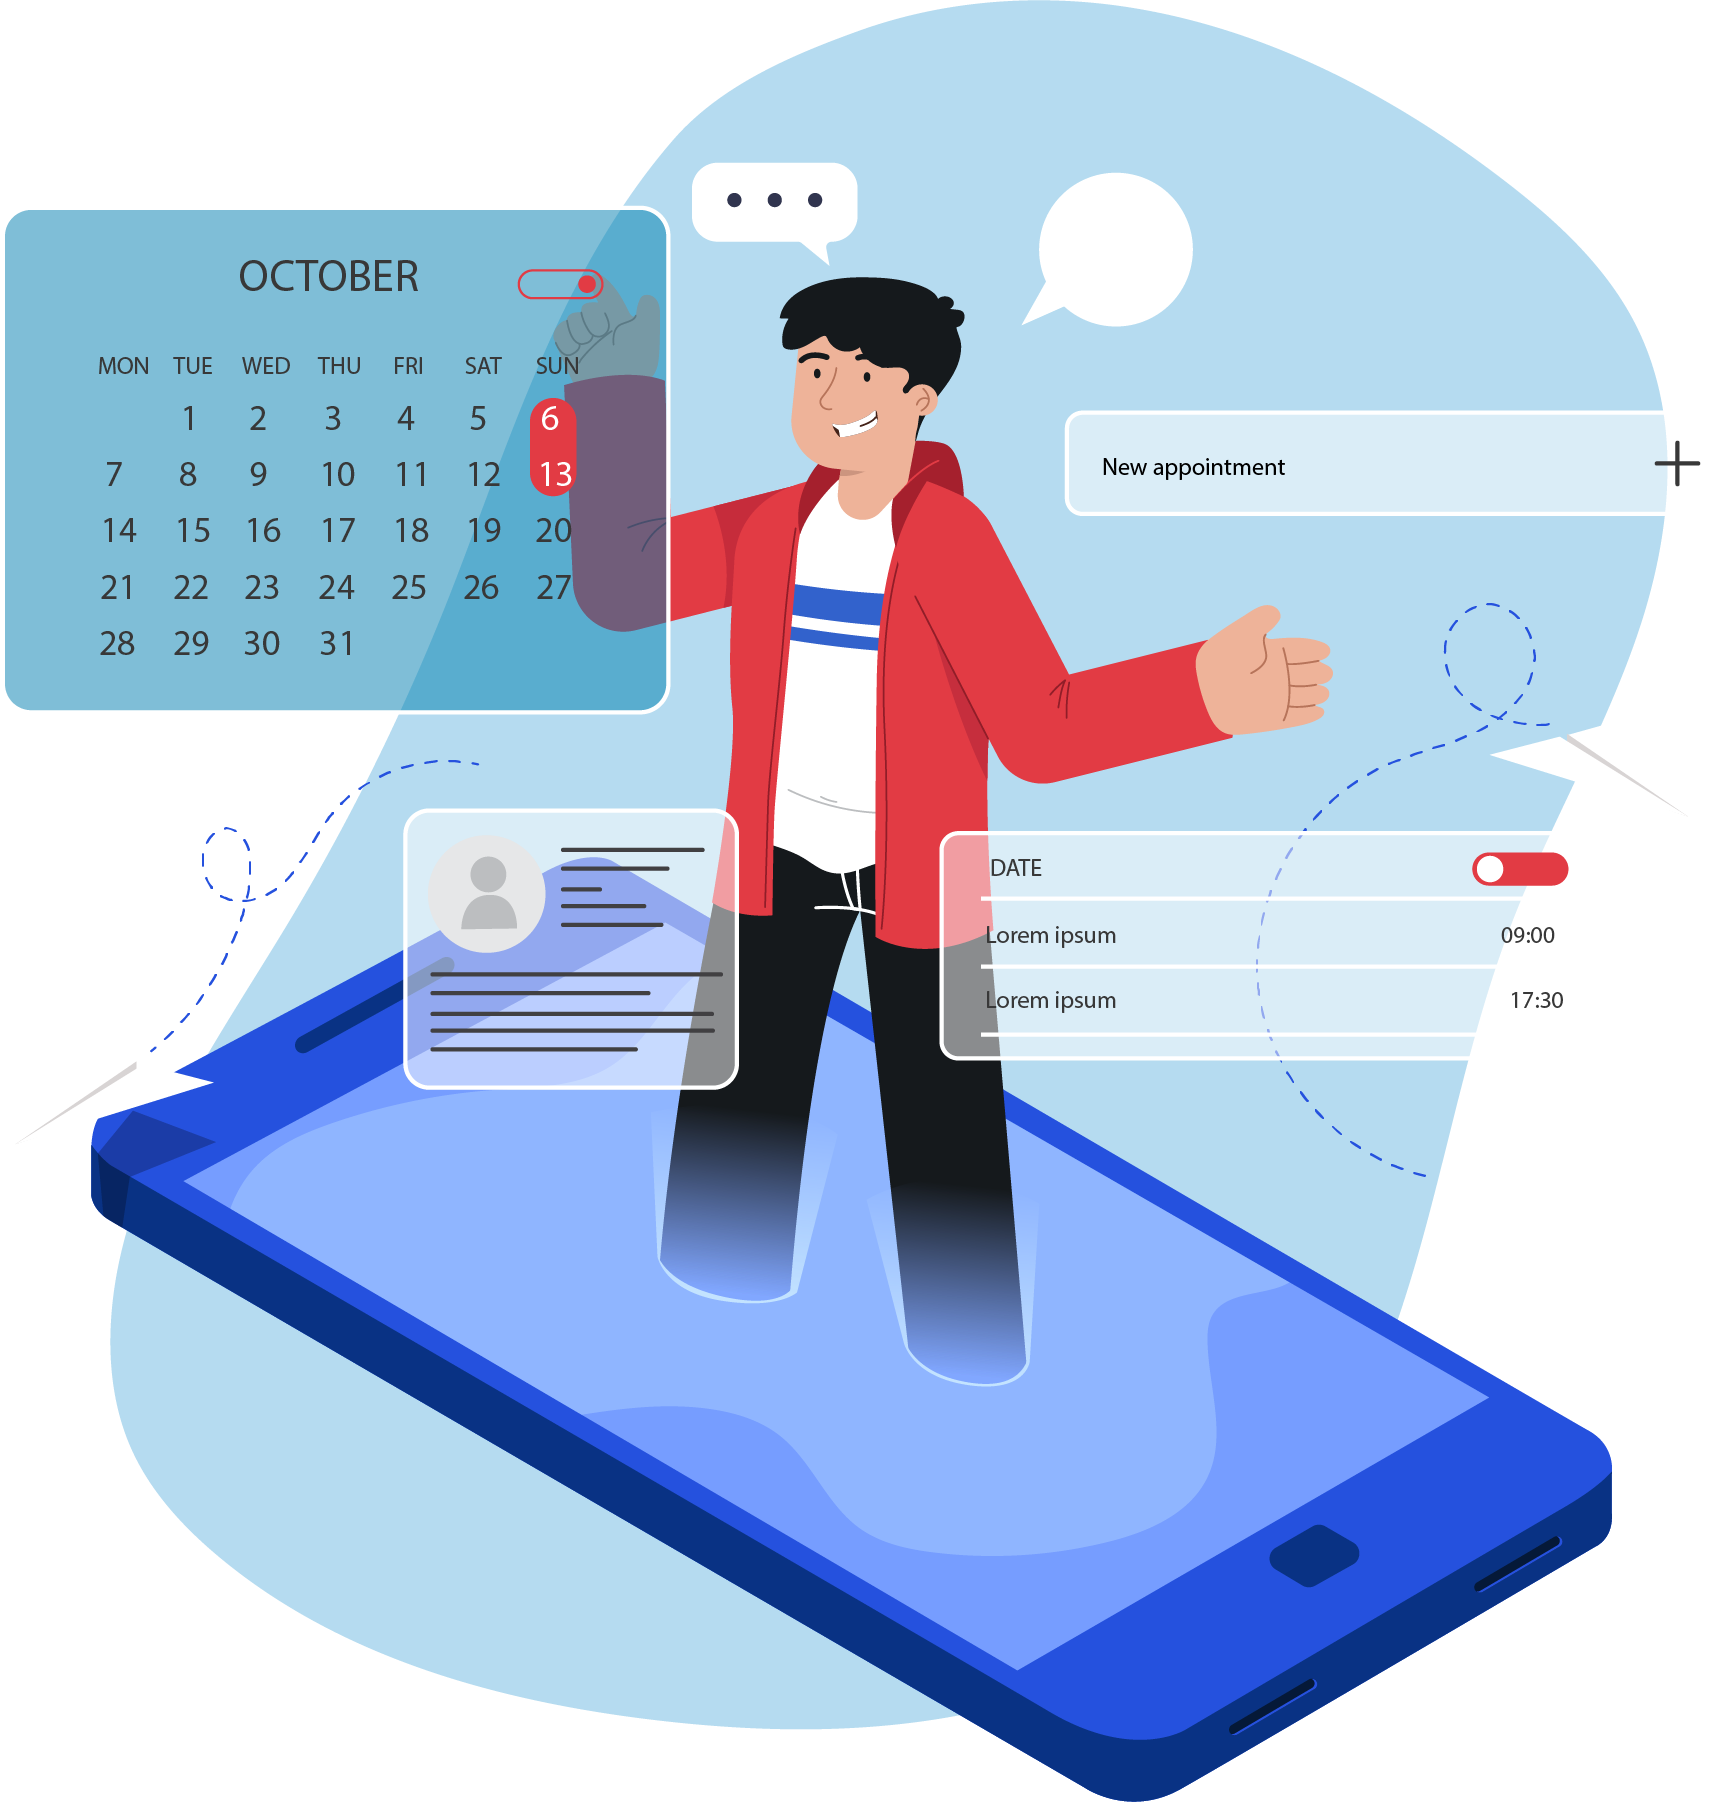 OCTOBER
MON TUE WED THU FRI SAT SUN
1 2 3 4 5 6
7 8 9 10 11 12 13
14 15 16 17 18 19 20
21 22 23 24 25 26 27
28 29 30 31
New appointment
DATE
Lorem ipsum 09:00
Lorem ipsum 17:30